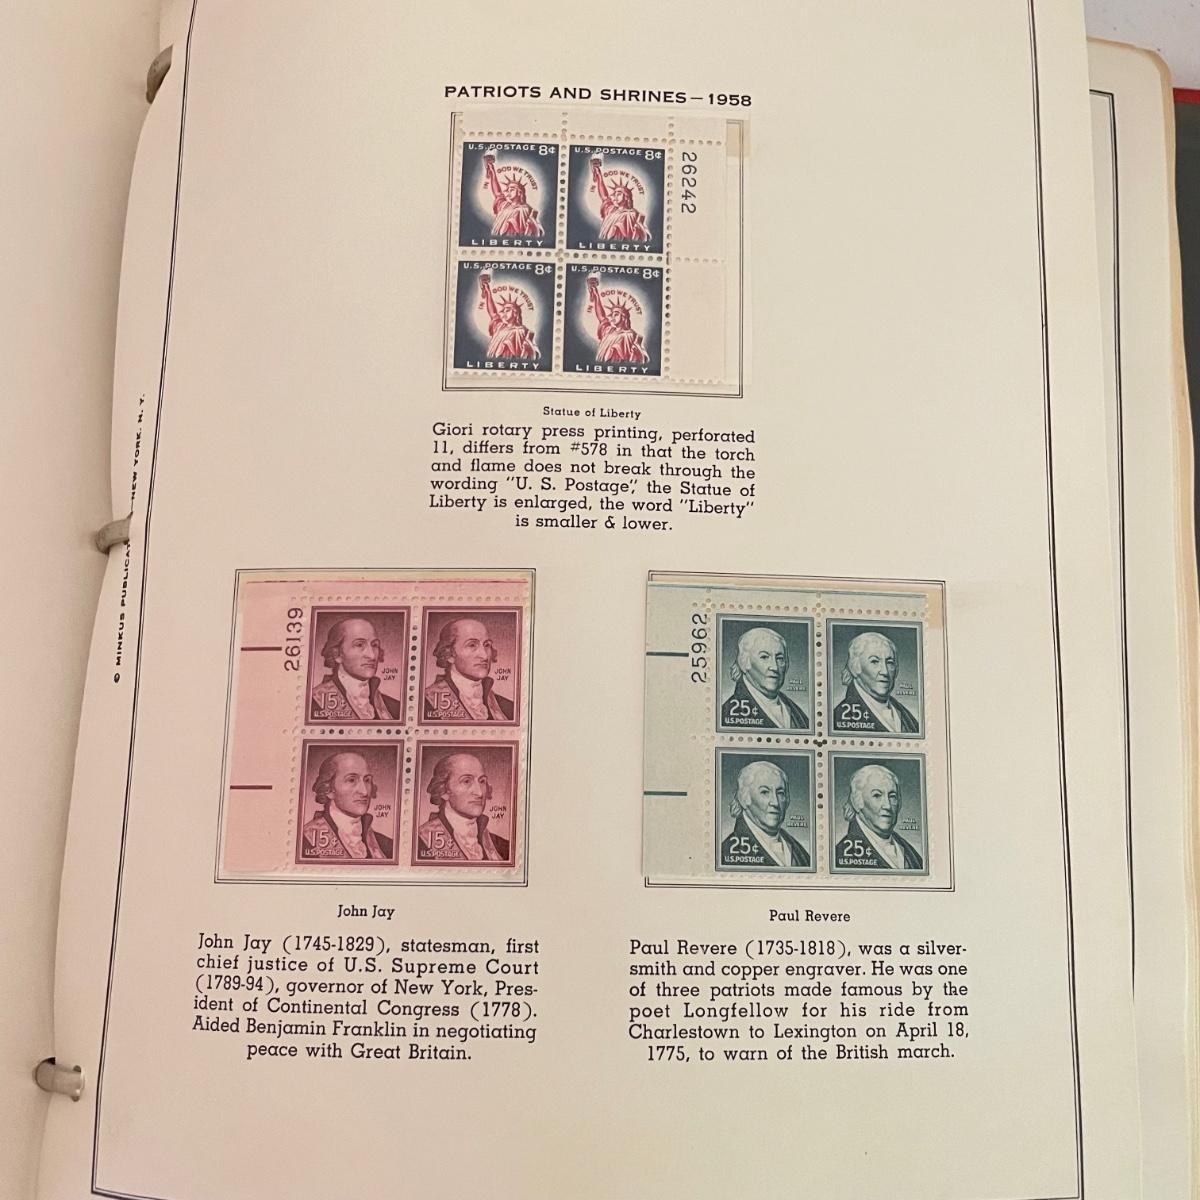 PATRIOTS AND SHRINES—1958
U.S. POSTAGE 8¢ U.S. POSTAGE 8¢
IN GOD WE TRUST IN GOD WE TRUST
LIBERTY LIBERTY
26242
U.S. POSTAGE 8¢ U.S. POSTAGE 8¢
IN GOD WE TRUST IN GOD WE TRUST
LIBERTY LIBERTY
Statue of Liberty
Giori rotary press printing, perforated
11, differs from #578 in that the torch
and flame does not break through the
wording "U. S. Postage," the Statue of
Liberty is enlarged, the word "Liberty"
is smaller & lower.
26139
JOHN JAY JOHN JAY
15¢ 15¢
U.S. POSTAGE U.S. POSTAGE
JOHN JAY JOHN JAY
15¢ 15¢
U.S. POSTAGE U.S. POSTAGE
John Jay
John Jay (1745-1829), statesman, first
chief justice of U.S. Supreme Court
(1789-94), governor of New York, Pres-
ident of Continental Congress (1778).
Aided Benjamin Franklin in negotiating
peace with Great Britain.
25962
PAUL REVERE PAUL REVERE
25¢ 25¢
U.S. POSTAGE U.S. POSTAGE
PAUL REVERE PAUL REVERE
25¢ 25¢
U.S. POSTAGE U.S. POSTAGE
Paul Revere
Paul Revere (1735-1818), was a silver-
smith and copper engraver. He was one
of three patriots made famous by the
poet Longfellow for his ride from
Charlestown to Lexington on April 18,
1775, to warn of the British march.
© MINKUS PUBLICAT NEW YORK. N. Y.